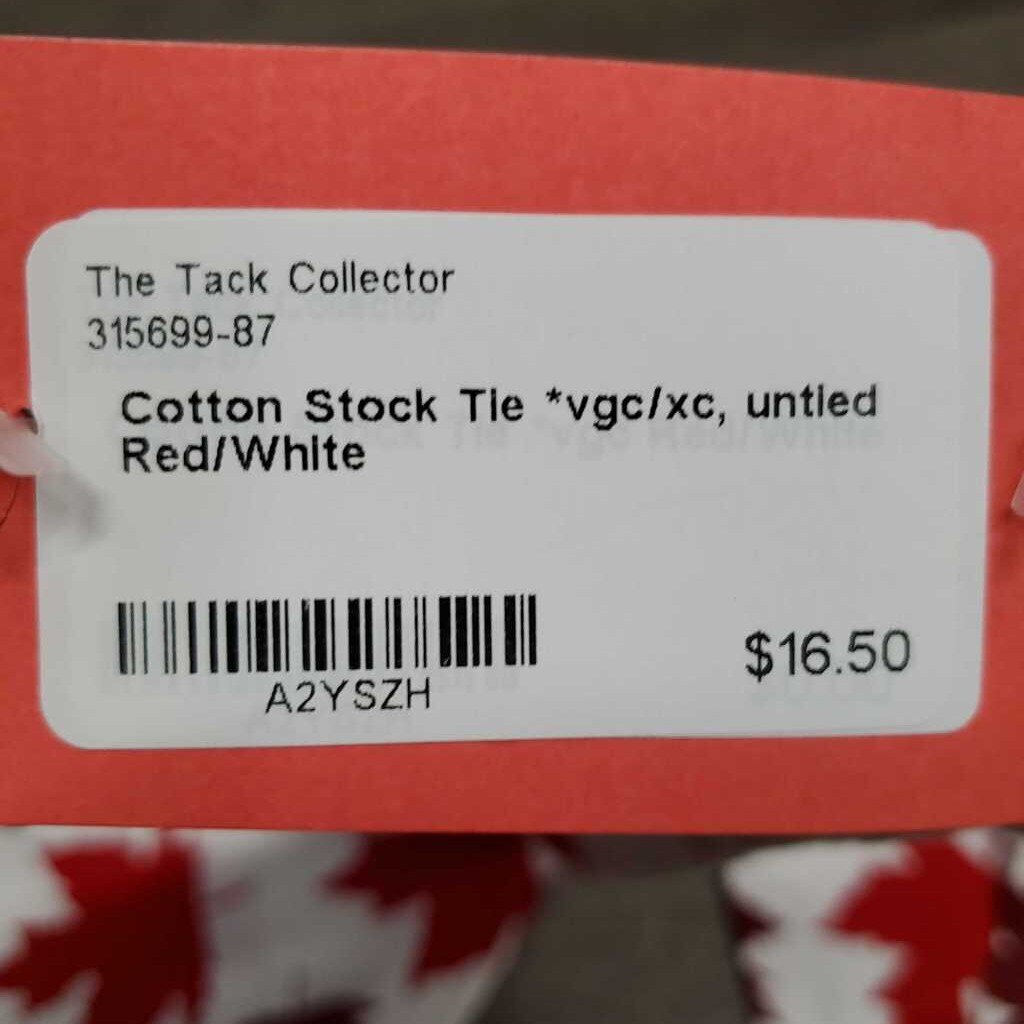 The Tack Collector
315699-87
Cotton Stock Tie *vgc/xc, untied
Red/White
A2YSZH
$16.50